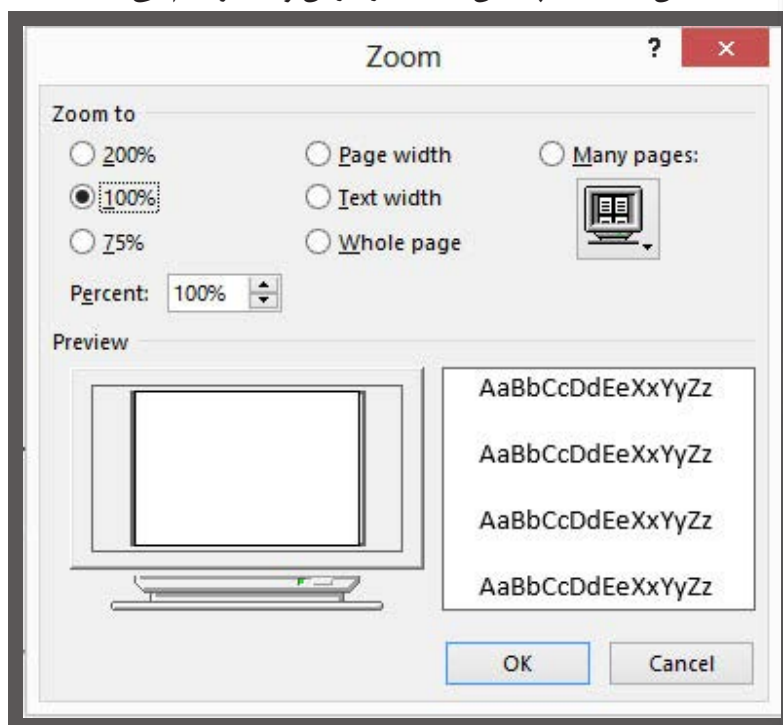 Zoom ?
Zoom to
200% Page width Many pages:
100% Text width
75% Whole page
Percent: 100%
Preview
AaBbCcDdEeXxYyZz
AaBbCcDdEeXxYyZz
AaBbCcDdEeXxYyZz
AaBbCcDdEeXxYyZz
OK Cancel